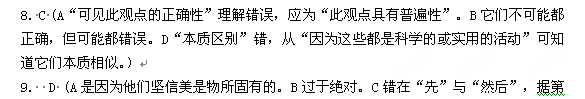 8. C(A“可见此观点的正确性”理解错误，应为“此观点具有普遍性”。B它们不可能都
正确，但可能都错误。D“本质区别”错，从“因为这些都是科学的或实用的活动”可知
道它们本质相似。)
9. D (A是因为他们坚信美是物所固有的。B过于绝对。C错在“先”与“然后”，据第